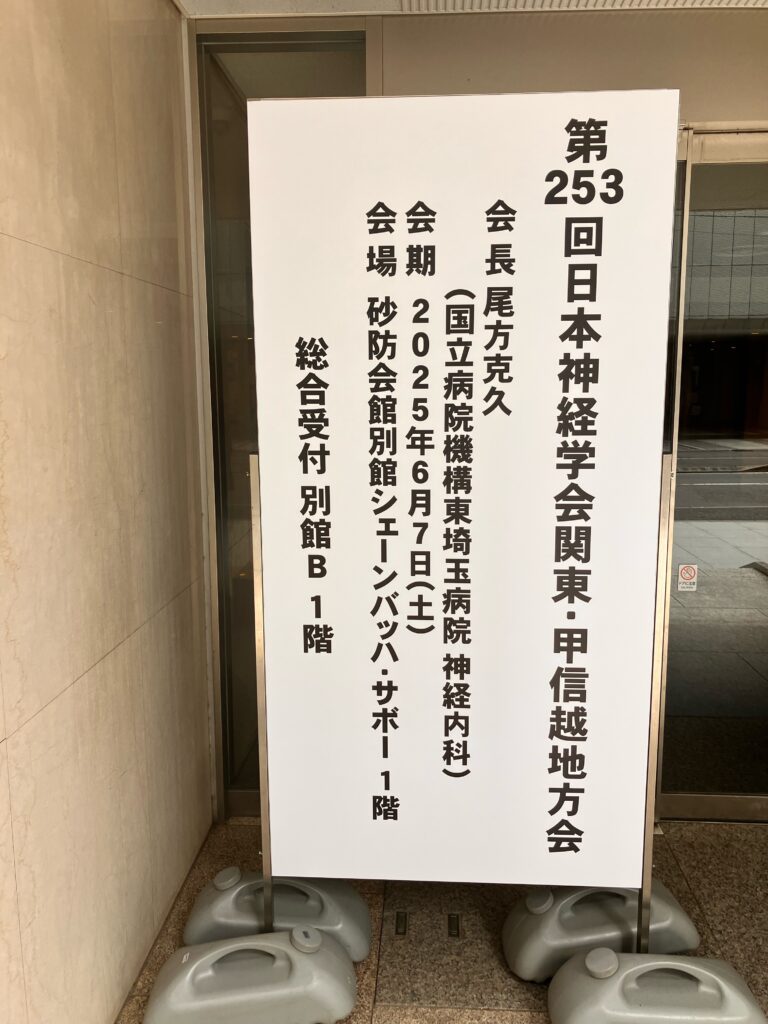 第253回日本神経学会関東・甲信越地方会
会長 尾方克久
(国立病院機構東埼玉病院 神経内科)
会期 2025年6月7日(土)
会場 砂防会館別館シェーンバッハ・サボー 1階
総合受付 別館B 1階